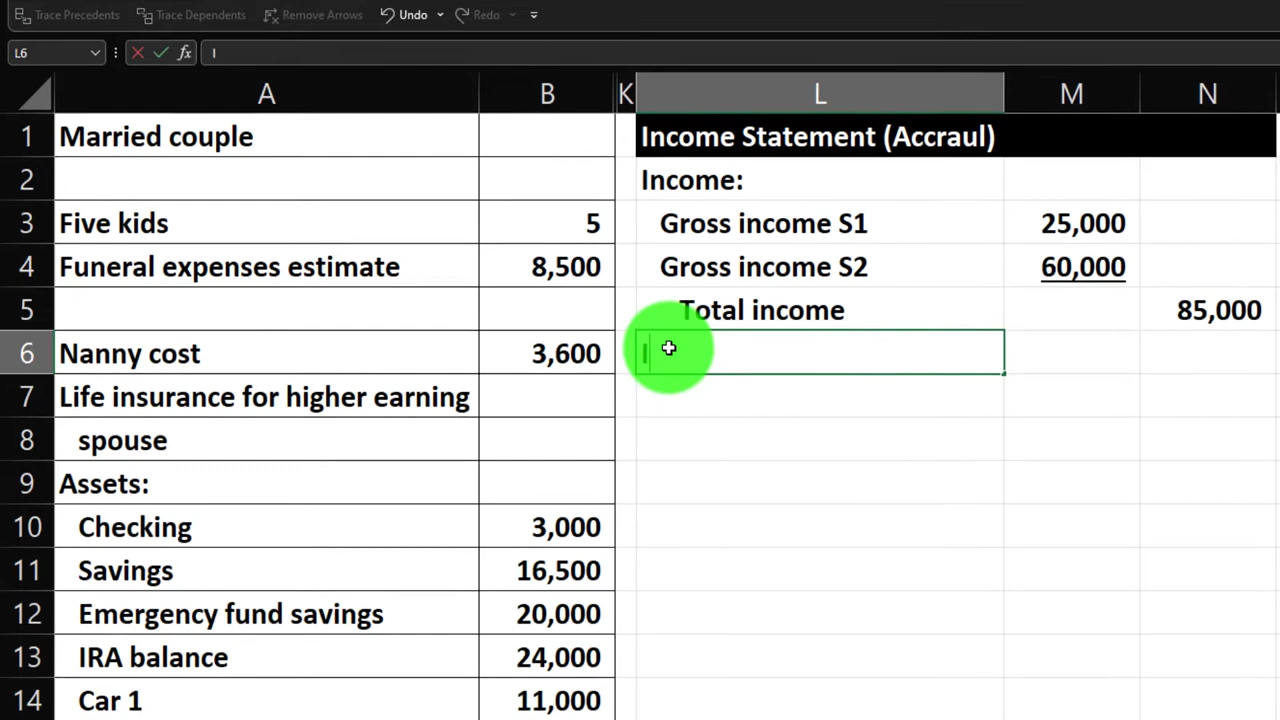 Trace Precedents Trace Dependents Remove Arrows Undo Redo
L6 fx I
A B K L M N
1 Married couple Income Statement (Accraul)
2 Income:
3 Five kids 5 Gross income S1 25,000
4 Funeral expenses estimate 8,500 Gross income S2 60,000
5 Total income 85,000
6 Nanny cost 3,600 I
7 Life insurance for higher earning
8 spouse
9 Assets:
10 Checking 3,000
11 Savings 16,500
12 Emergency fund savings 20,000
13 IRA balance 24,000
14 Car 1 11,000